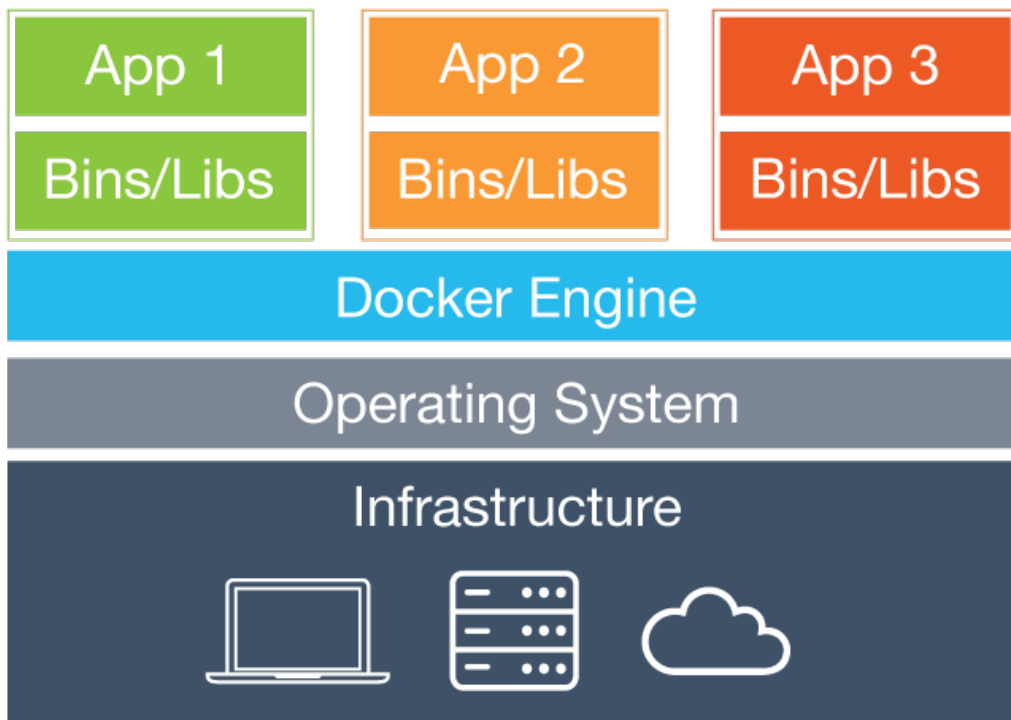 App 1
App 2
App 3
Bins/Libs
Bins/Libs
Bins/Libs
Docker Engine
Operating System
Infrastructure